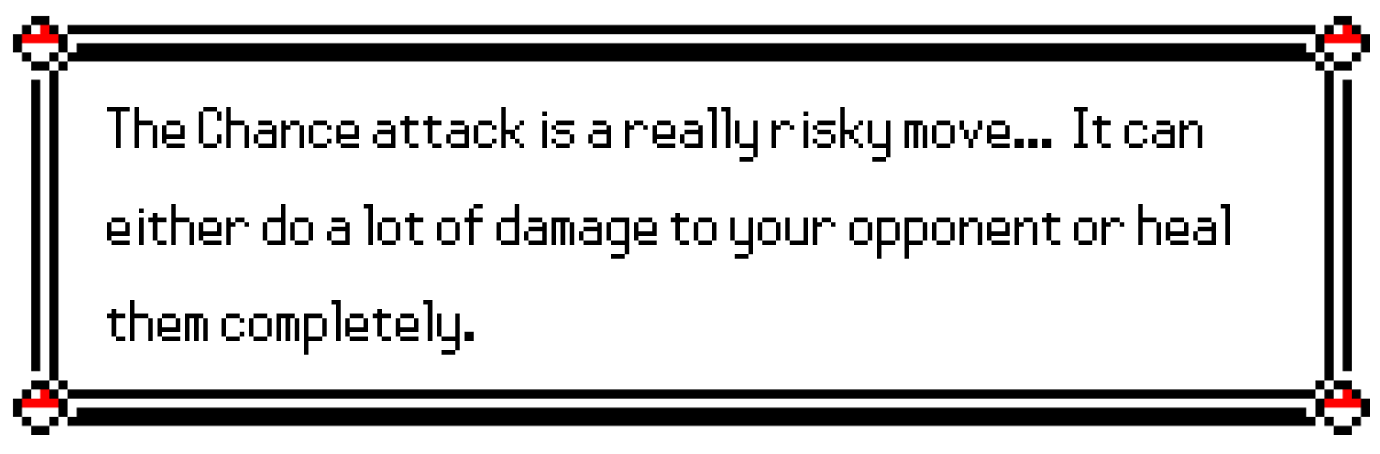 The Chance attack is a really risky move... It can
either do a lot of damage to your opponent or heal
them completely.